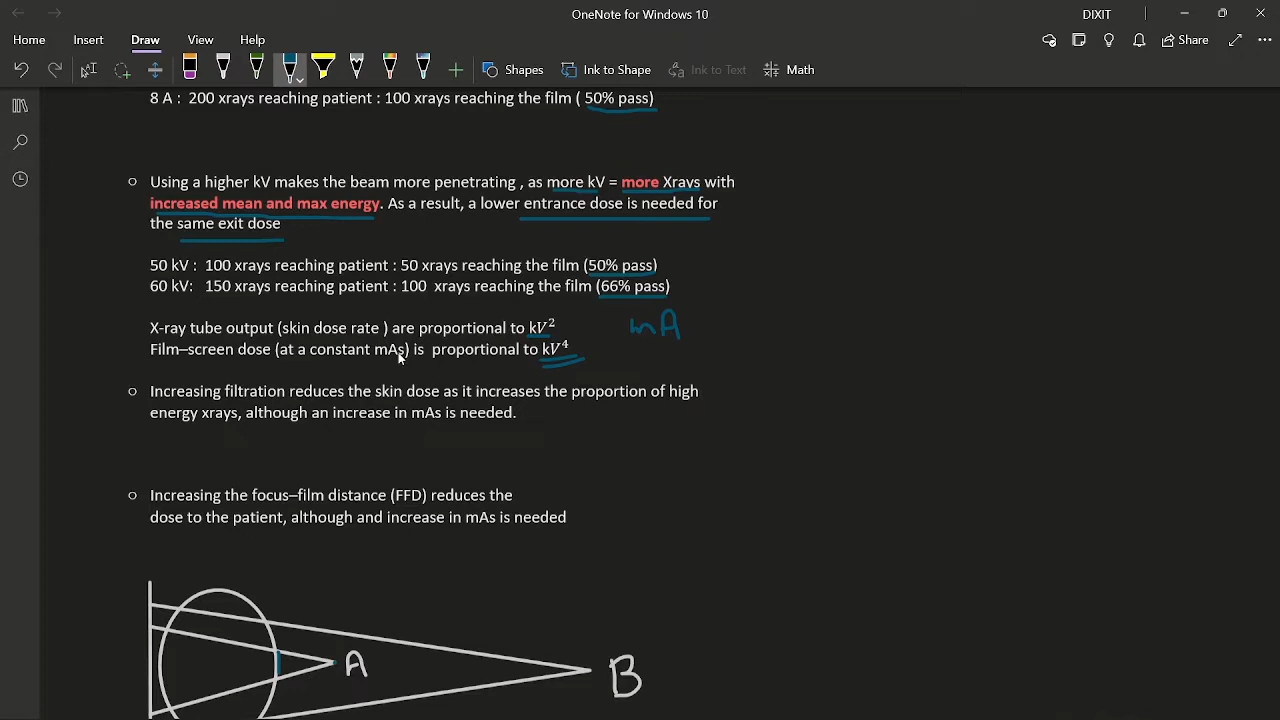 OneNote for Windows 10
DIXIT
Home Insert Draw View Help
Share
Shapes Ink to Shape Ink to Text Math
8 A : 200 xrays reaching patient : 100 xrays reaching the film ( 50% pass)
Using a higher kV makes the beam more penetrating , as more kV = more Xrays with
increased mean and max energy. As a result, a lower entrance dose is needed for
the same exit dose
50 kV : 100 xrays reaching patient : 50 xrays reaching the film (50% pass)
60 kV: 150 xrays reaching patient : 100 xrays reaching the film (66% pass)
X-ray tube output (skin dose rate ) are proportional to kV²
mA
Film–screen dose (at a constant mAs) is proportional to kV⁴
Increasing filtration reduces the skin dose as it increases the proportion of high
energy xrays, although an increase in mAs is needed.
Increasing the focus–film distance (FFD) reduces the
dose to the patient, although and increase in mAs is needed
A
B